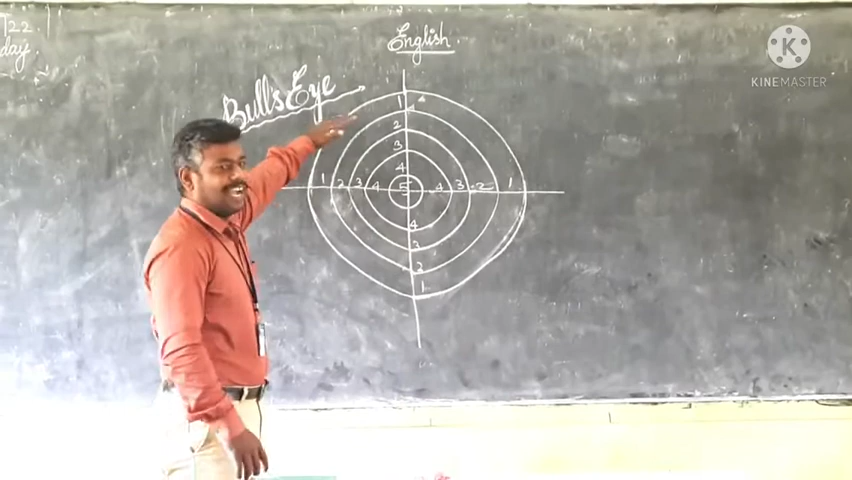 T22.
day.
English.
KINEMASTER
Bull's Eye
1
2
3
4
1 2 3 4 5 4 3 2 1
4
3
2
1